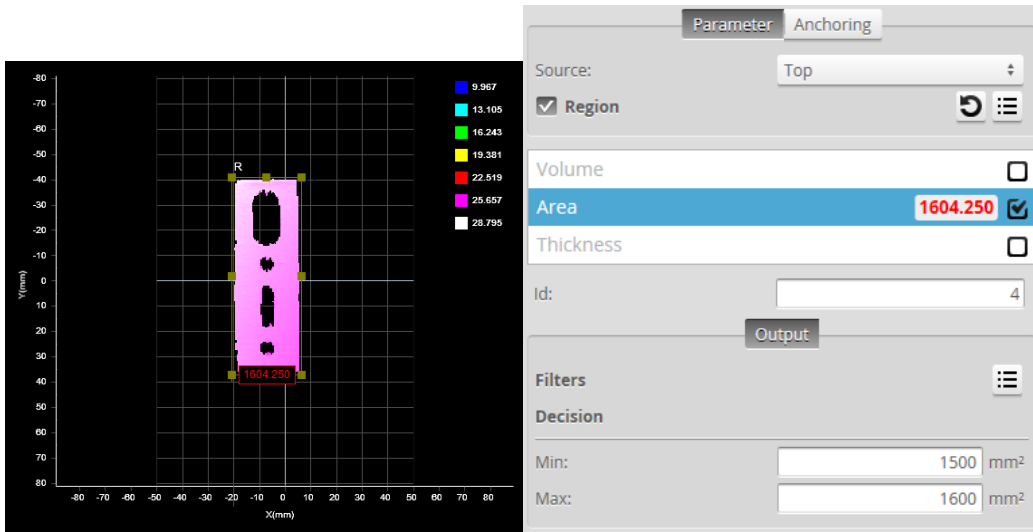 -80
-70
-60
-50
-40
-30
-20
-10
0
10
20
30
40
50
60
70
80
Y(mm)
-80 -70 -60 -50 -40 -30 -20 -10 0 10 20 30 40 50 60 70 80
X(mm)
R
1604.250
9.967
13.105
16.243
19.381
22.519
25.657
28.795
Parameter Anchoring
Source: Top
Region
Volume
Area 1604.250
Thickness
Id: 4
Output
Filters
Decision
Min: 1500 mm²
Max: 1600 mm²